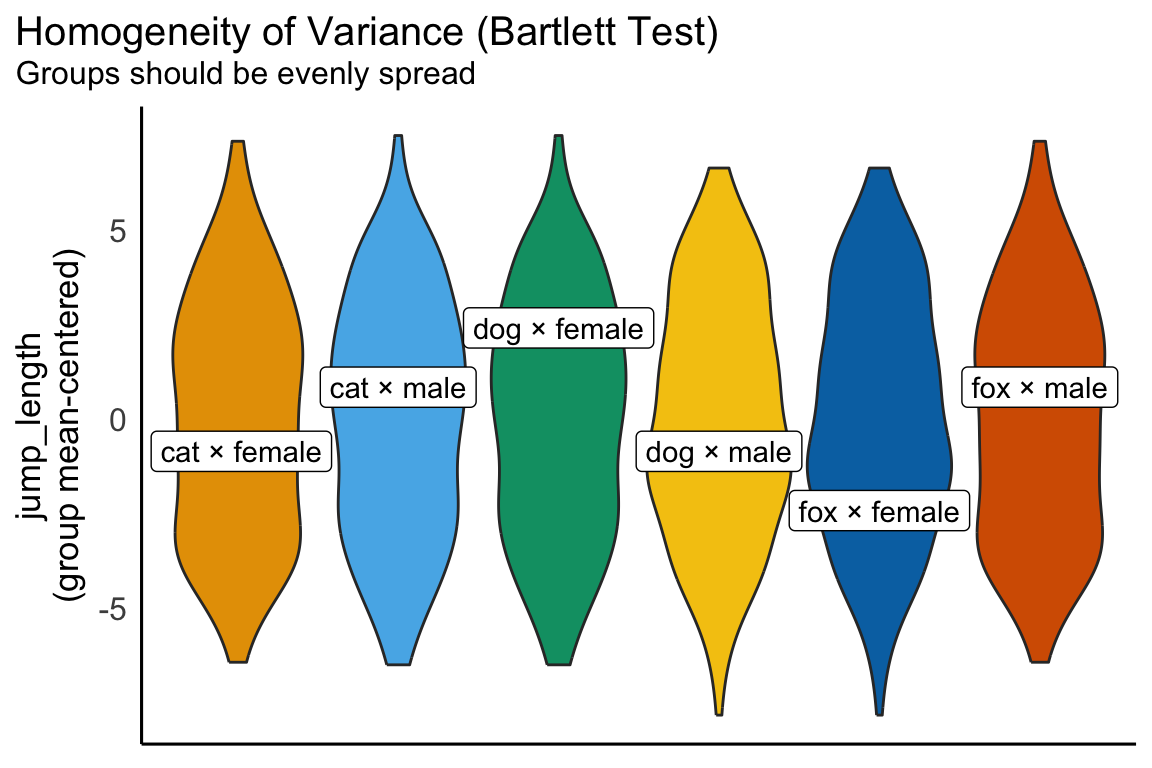 Homogeneity of Variance (Bartlett Test)
Groups should be evenly spread
jump_length
(group mean-centered)
5
0
-5
cat × female
cat × male
dog × female
dog × male
fox × female
fox × male